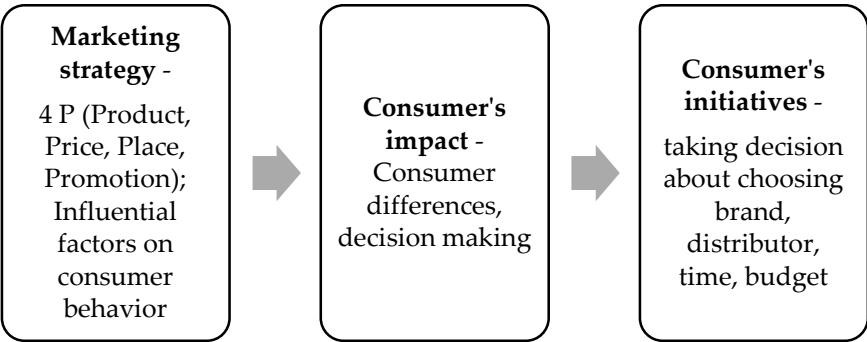 Marketing
strategy -
4 P (Product,
Price, Place,
Promotion);
Influential
factors on
consumer
behavior
Consumer's
impact -
Consumer
differences,
decision making
Consumer's
initiatives -
taking decision
about choosing
brand,
distributor,
time, budget